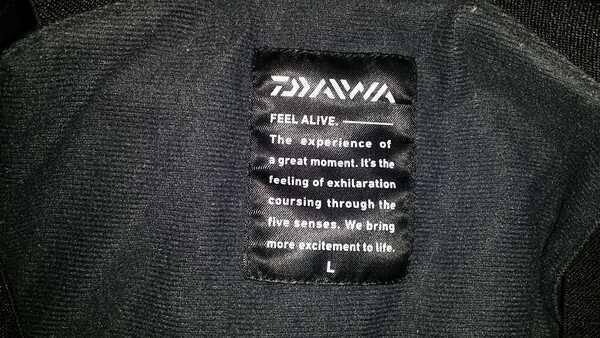 DAIWA
FEEL ALIVE.
The experience of
a great moment. It's the
feeling of exhilaration
coursing through the
five senses. We bring
more excitement to life.
L